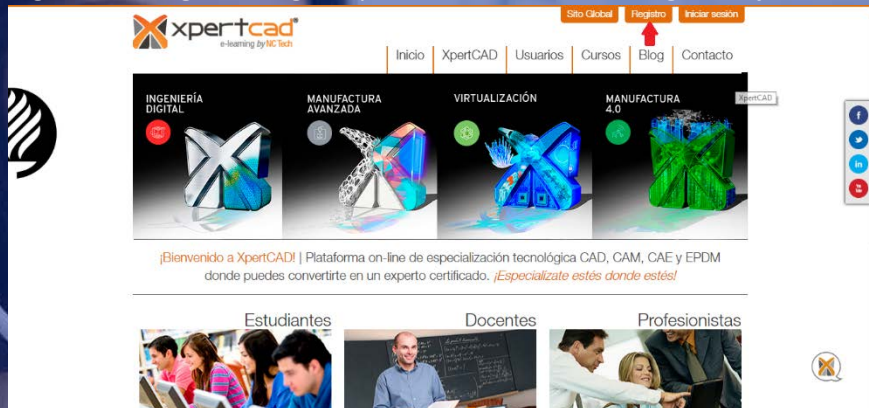 Sito Global Registro Iniciar sesión
xpertcad
e-learning by NC Tech
Inicio XpertCAD Usuarios Cursos Blog Contacto
INGENIERÍA DIGITAL
MANUFACTURA AVANZADA
VIRTUALIZACIÓN
MANUFACTURA 4.0
XpertCAD
¡Bienvenido a XpertCAD! | Plataforma on-line de especialización tecnológica CAD, CAM, CAE y EPDM
donde puedes convertirte en un experto certificado. ¡Especialízate estés donde estés!
Estudiantes Docentes Profesionistas